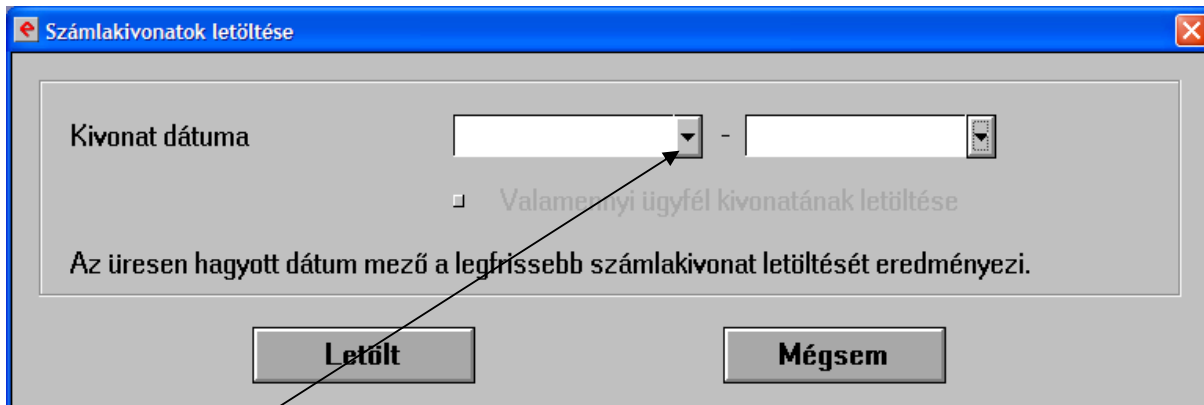 Számlakivonatok letöltése
Kivonat dátuma -
Valamennyi ügyfél kivonatának letöltése
Az üresen hagyott dátum mező a legfrissebb számlakivonat letöltését eredményezi.
Letölt Mégsem